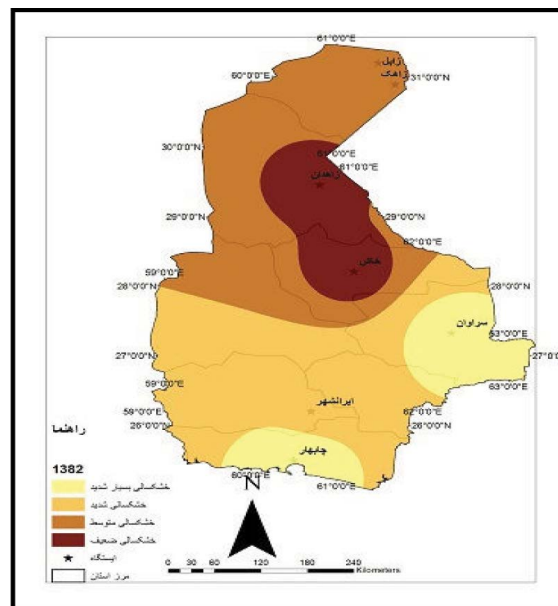 61°0'0"E
زابل
زاهک
60°0'0"E
31°0'0"N
30°0'0"N
61°0'0"E
61°0'0"E
زاهدان
29°0'0"N
29°0'0"N
62°0'0"E
خاش
59°0'0"E
28°0'0"N
28°0'0"N
سراوان
63°0'0"E
27°0'0"N
27°0'0"N
59°0'0"E
63°0'0"E
ایرانشهر
59°0'0"E
62°0'0"E
26°0'0"N
26°0'0"N
راهنما
چابهار
1382
60°0'0"E
61°0'0"E
N
خشکسالی بسیار شدید
خشکسالی شدید
خشکسالی متوسط
خشکسالی ضعیف
ایستگاه
مرز استان
0 30 60 120 180 240
Kilometers